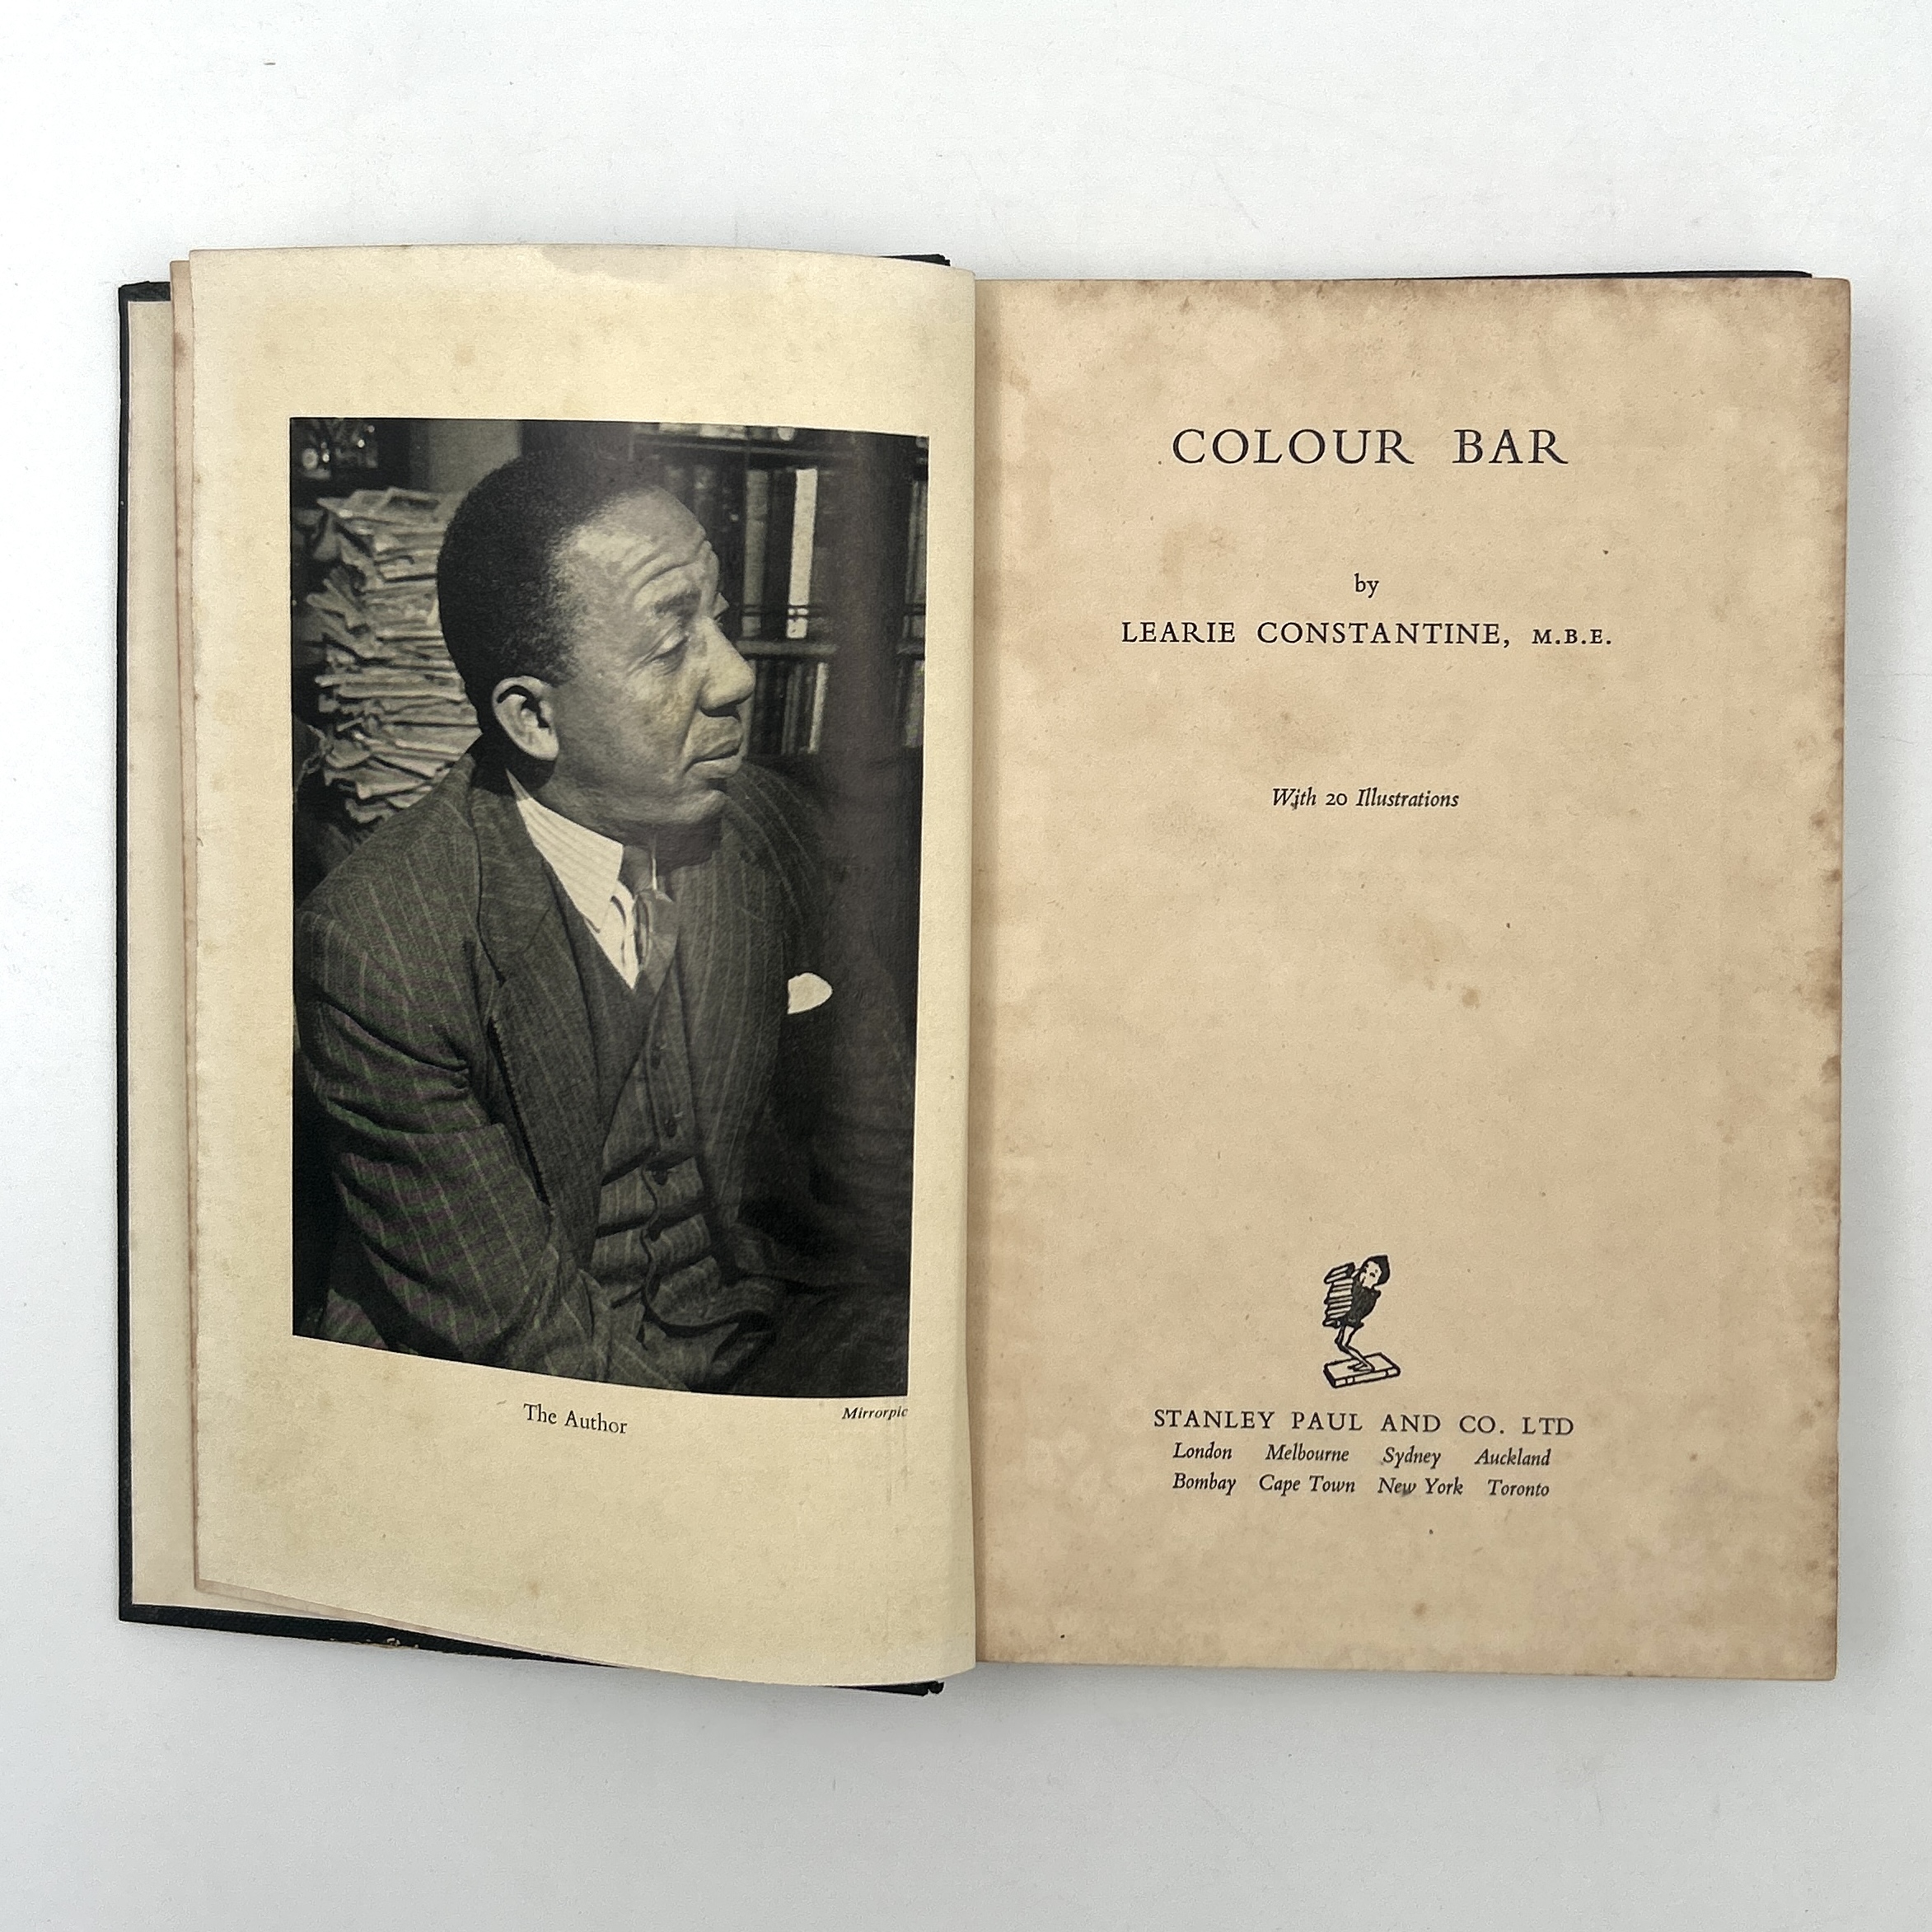 The Author
Mirrorpic
COLOUR BAR
by
LEARIE CONSTANTINE, M.B.E.
With 20 Illustrations
STANLEY PAUL AND CO. LTD
London Melbourne Sydney Auckland
Bombay Cape Town New York Toronto